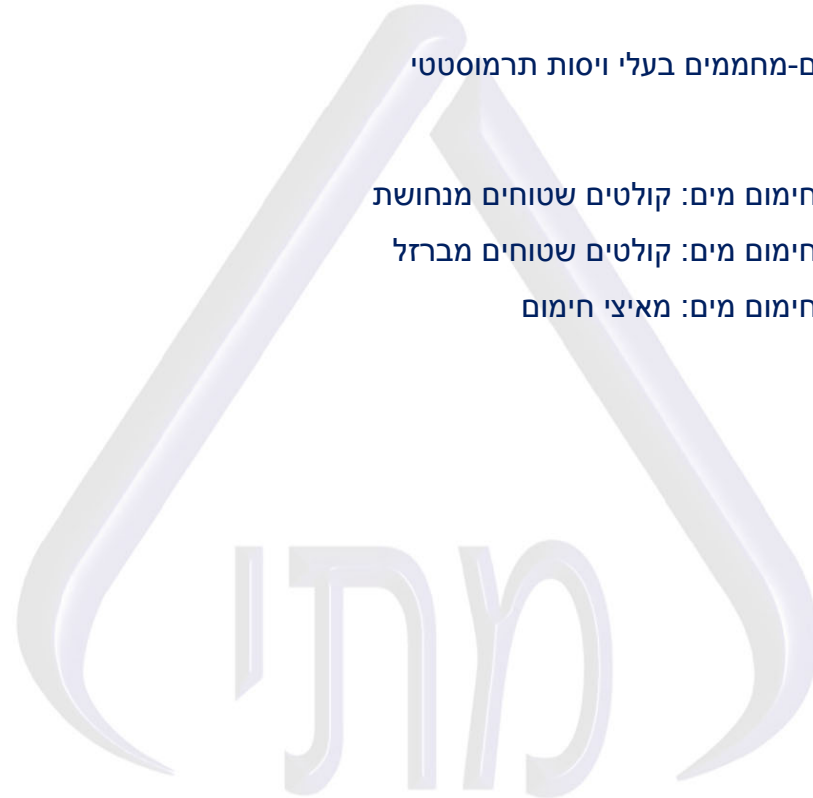 ם-מחממים בעלי ויסות תרמוסטטי
חימום מים: קולטים שטוחים מנחושת
חימום מים: קולטים שטוחים מברזל
חימום מים: מאיצי חימום
מתי